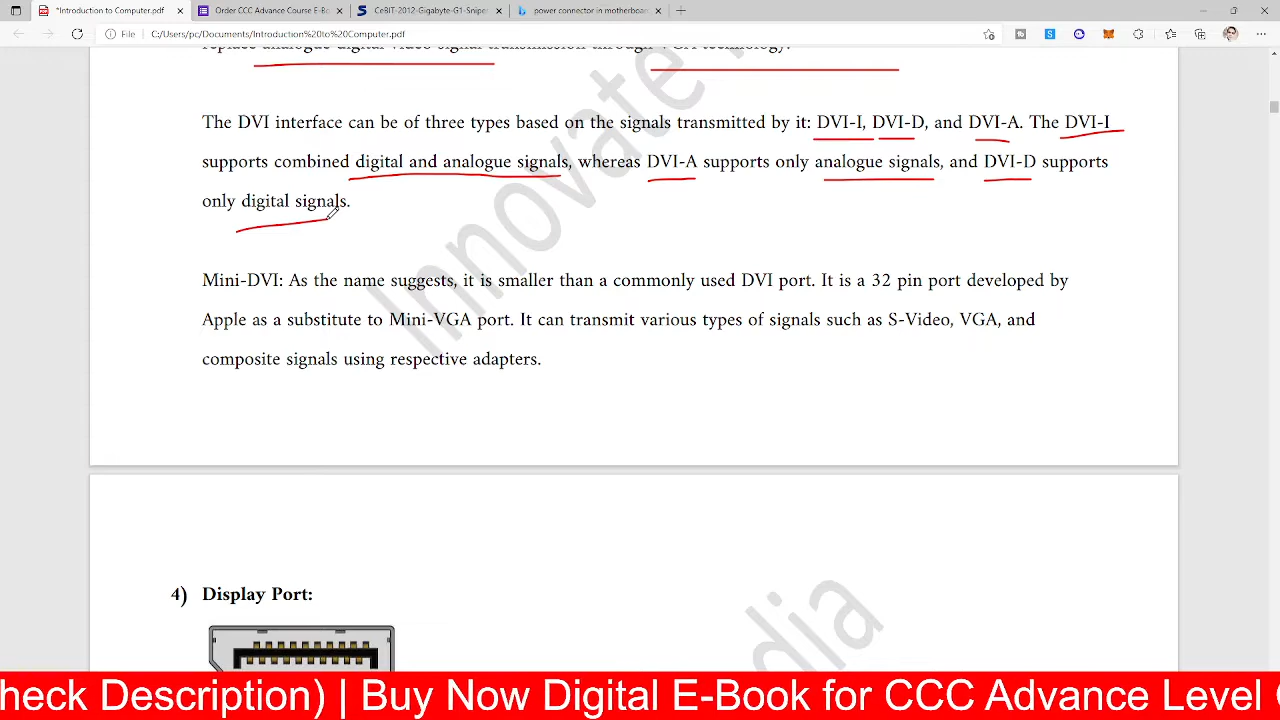 *Introduction to Computer.pdf
Order CCC Advance Course E-B
CeBIT-2012-Gigabyte-G1-Sniper
power connector in motherboar
File
C:/Users/pc/Documents/Introduction%20to%20Computer.pdf
replace analogue digital video signal transmission through VGA technology.
The DVI interface can be of three types based on the signals transmitted by it: DVI-I, DVI-D, and DVI-A. The DVI-I
supports combined digital and analogue signals, whereas DVI-A supports only analogue signals, and DVI-D supports
only digital signals.
Mini-DVI: As the name suggests, it is smaller than a commonly used DVI port. It is a 32 pin port developed by
Apple as a substitute to Mini-VGA port. It can transmit various types of signals such as S-Video, VGA, and
composite signals using respective adapters.
Innovate
4) Display Port:
dia
heck Description) | Buy Now Digital E-Book for CCC Advance Level